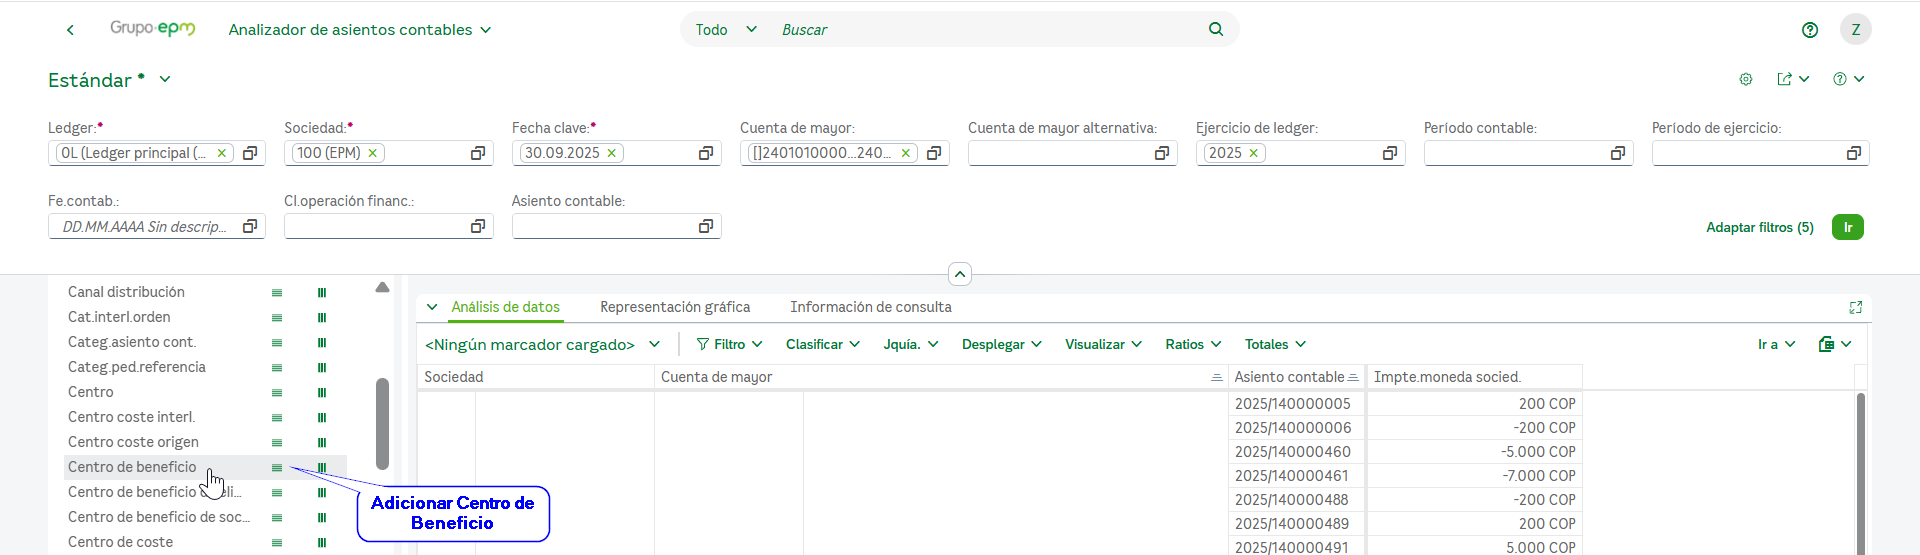 Grupo·epm
Analizador de asientos contables
Todo
Buscar
Z
Estándar *
Ledger:*
Sociedad:*
Fecha clave:*
Cuenta de mayor:
Cuenta de mayor alternativa:
Ejercicio de ledger:
Período contable:
Período de ejercicio:
0L (Ledger principal (...
100 (EPM)
30.09.2025
[]2401010000...240...
2025
Fe.contab.:
Cl.operación financ.:
Asiento contable:
DD.MM.AAAA Sin descrip...
Adaptar filtros (5)
Ir
Canal distribución
Cat.interl.orden
Categ.asiento cont.
Categ.ped.referencia
Centro
Centro coste interl.
Centro coste origen
Centro de beneficio
Centro de beneficio
Centro de beneficio de soc...
Centro de coste
Adicionar Centro de
Beneficio
Análisis de datos
Representación gráfica
Información de consulta
<Ningún marcador cargado>
Filtro
Clasificar
Jquía.
Desplegar
Visualizar
Ratios
Totales
Ir a
Sociedad
Cuenta de mayor
Asiento contable
Impte.moneda socied.
2025/140000005 200 COP
2025/140000006 -200 COP
2025/140000460 -5.000 COP
2025/140000461 -7.000 COP
2025/140000488 -200 COP
2025/140000489 200 COP
2025/140000491 5.000 COP